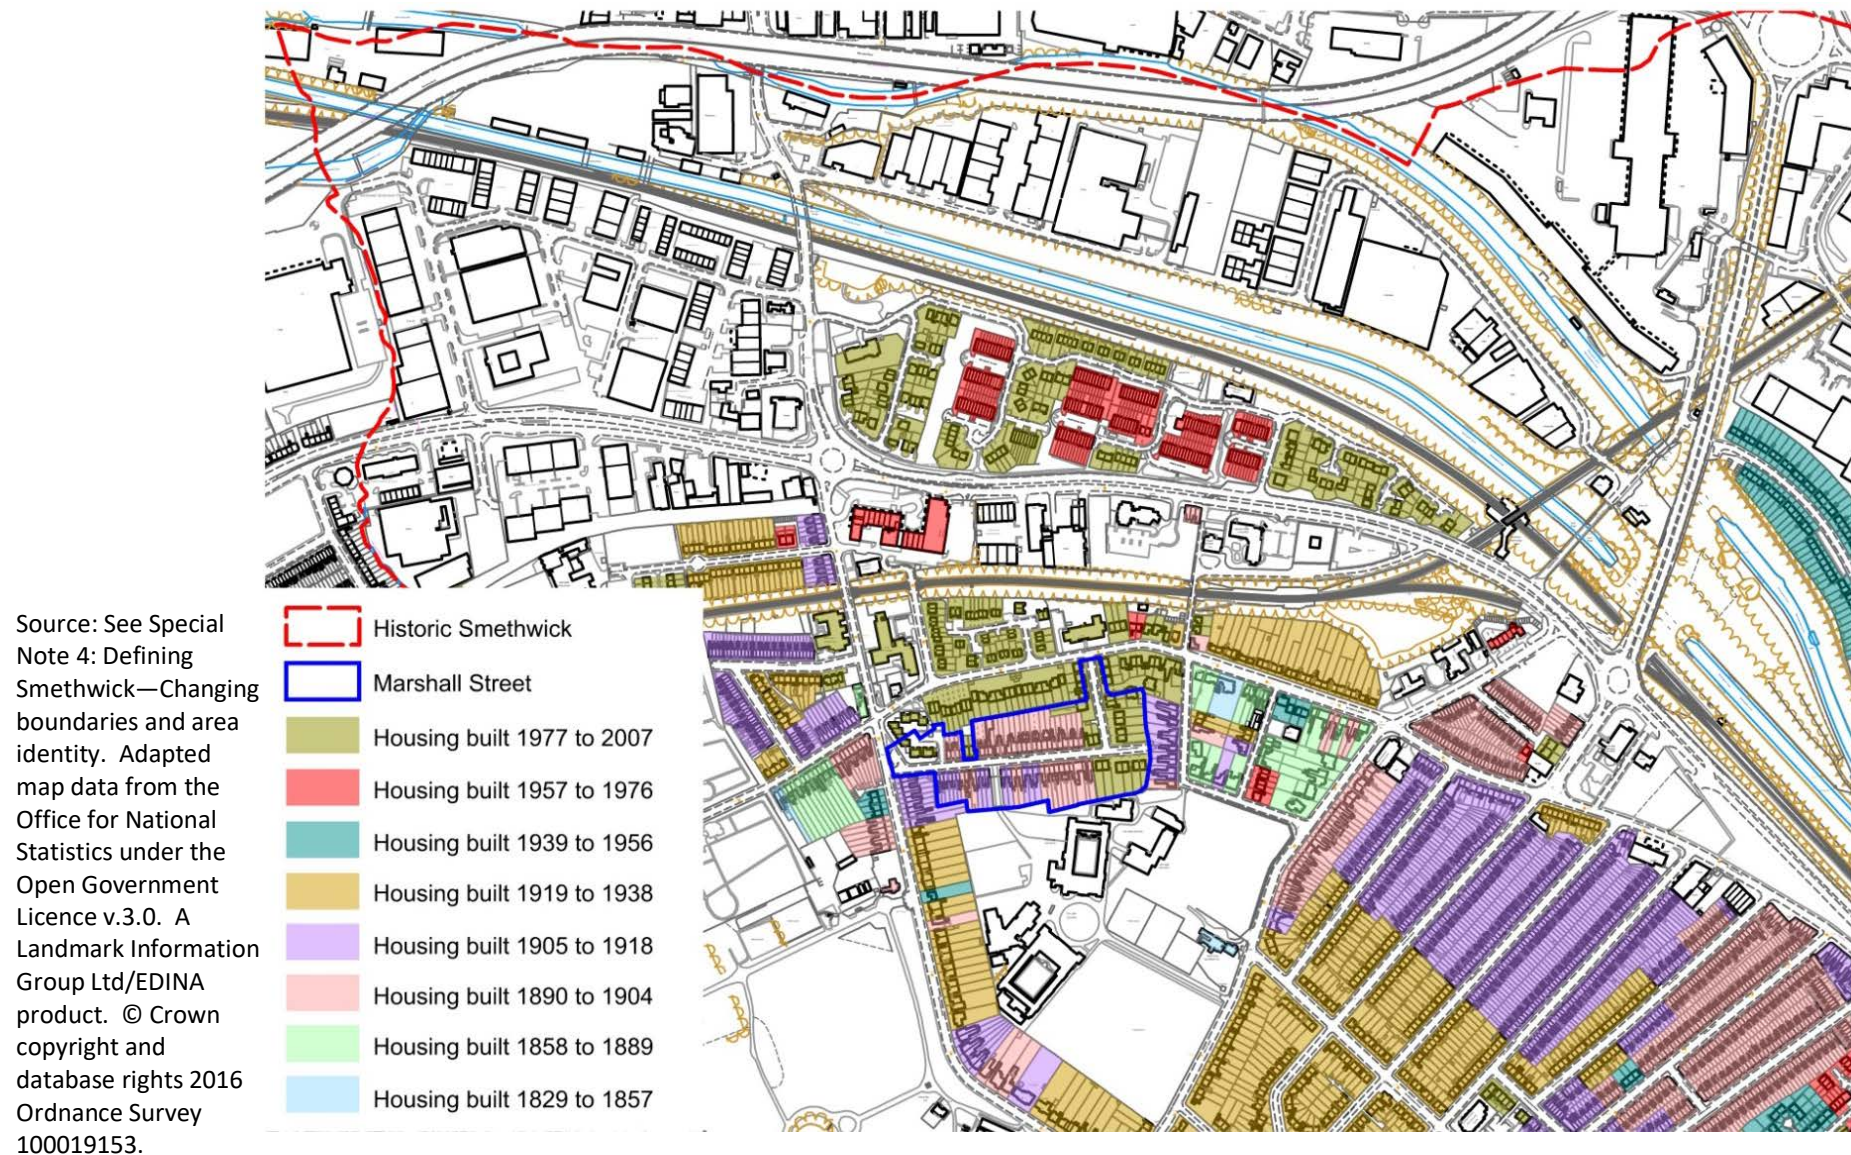 Source: See Special
Note 4: Defining
Smethwick—Changing
boundaries and area
identity. Adapted
map data from the
Office for National
Statistics under the
Open Government
Licence v.3.0. A
Landmark Information
Group Ltd/EDINA
product. © Crown
copyright and
database rights 2016
Ordnance Survey
100019153.
Historic Smethwick
Marshall Street
Housing built 1977 to 2007
Housing built 1957 to 1976
Housing built 1939 to 1956
Housing built 1919 to 1938
Housing built 1905 to 1918
Housing built 1890 to 1904
Housing built 1858 to 1889
Housing built 1829 to 1857